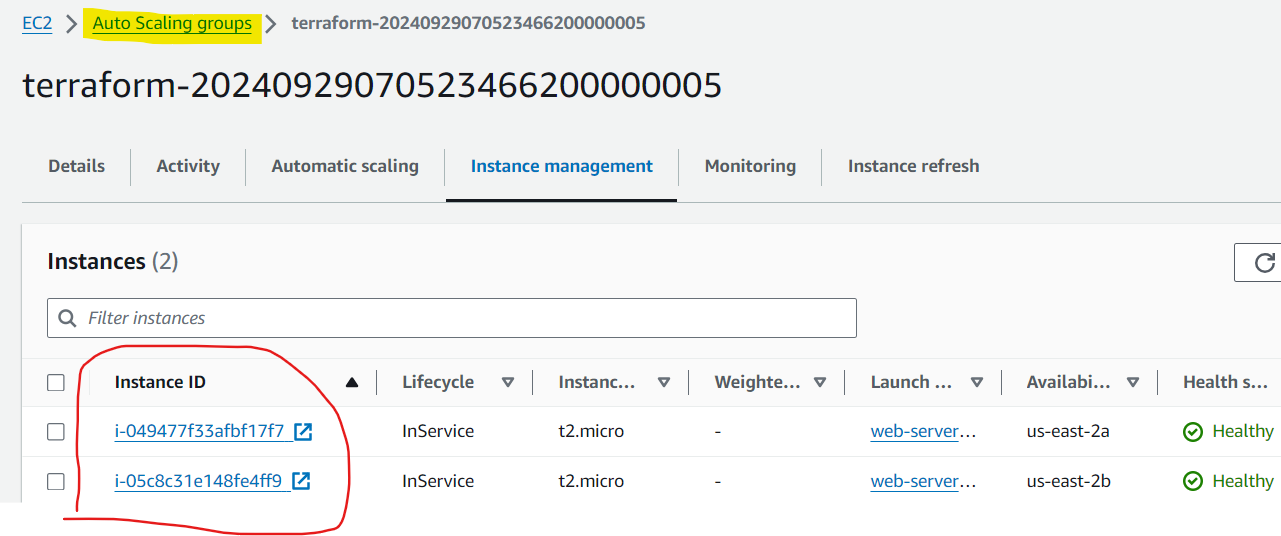 EC2 > Auto Scaling groups > terraform-20240929070523466200000005
terraform-20240929070523466200000005
Details Activity Automatic scaling Instance management Monitoring Instance refresh
Instances (2)
Filter instances
Instance ID Lifecycle Instanc... Weighte... Launch ... Availabi... Health s...
i-049477f33afbf17f7 InService t2.micro - web-server... us-east-2a Healthy
i-05c8c31e148fe4ff9 InService t2.micro - web-server... us-east-2b Healthy